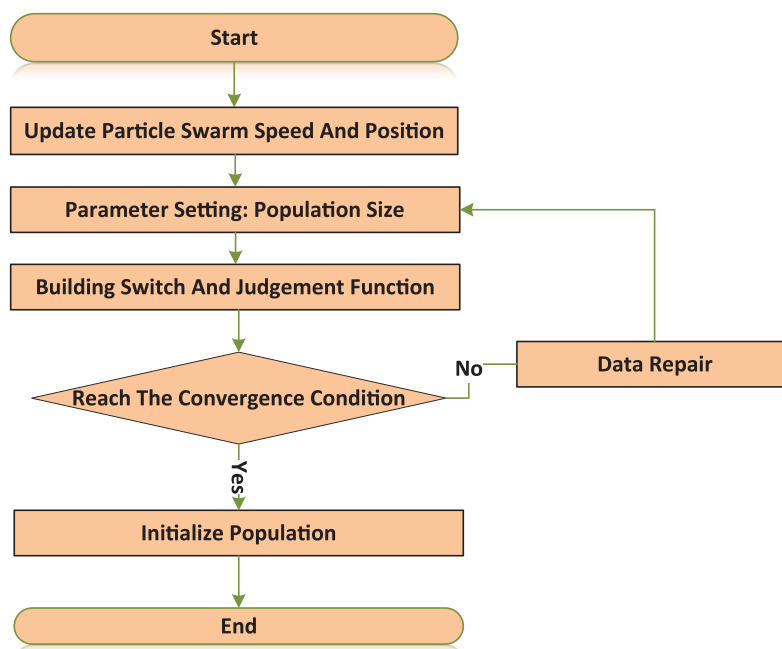 Start
Update Particle Swarm Speed And Position
Parameter Setting: Population Size
Building Switch And Judgement Function
Reach The Convergence Condition
No
Data Repair
Yes
Initialize Population
End